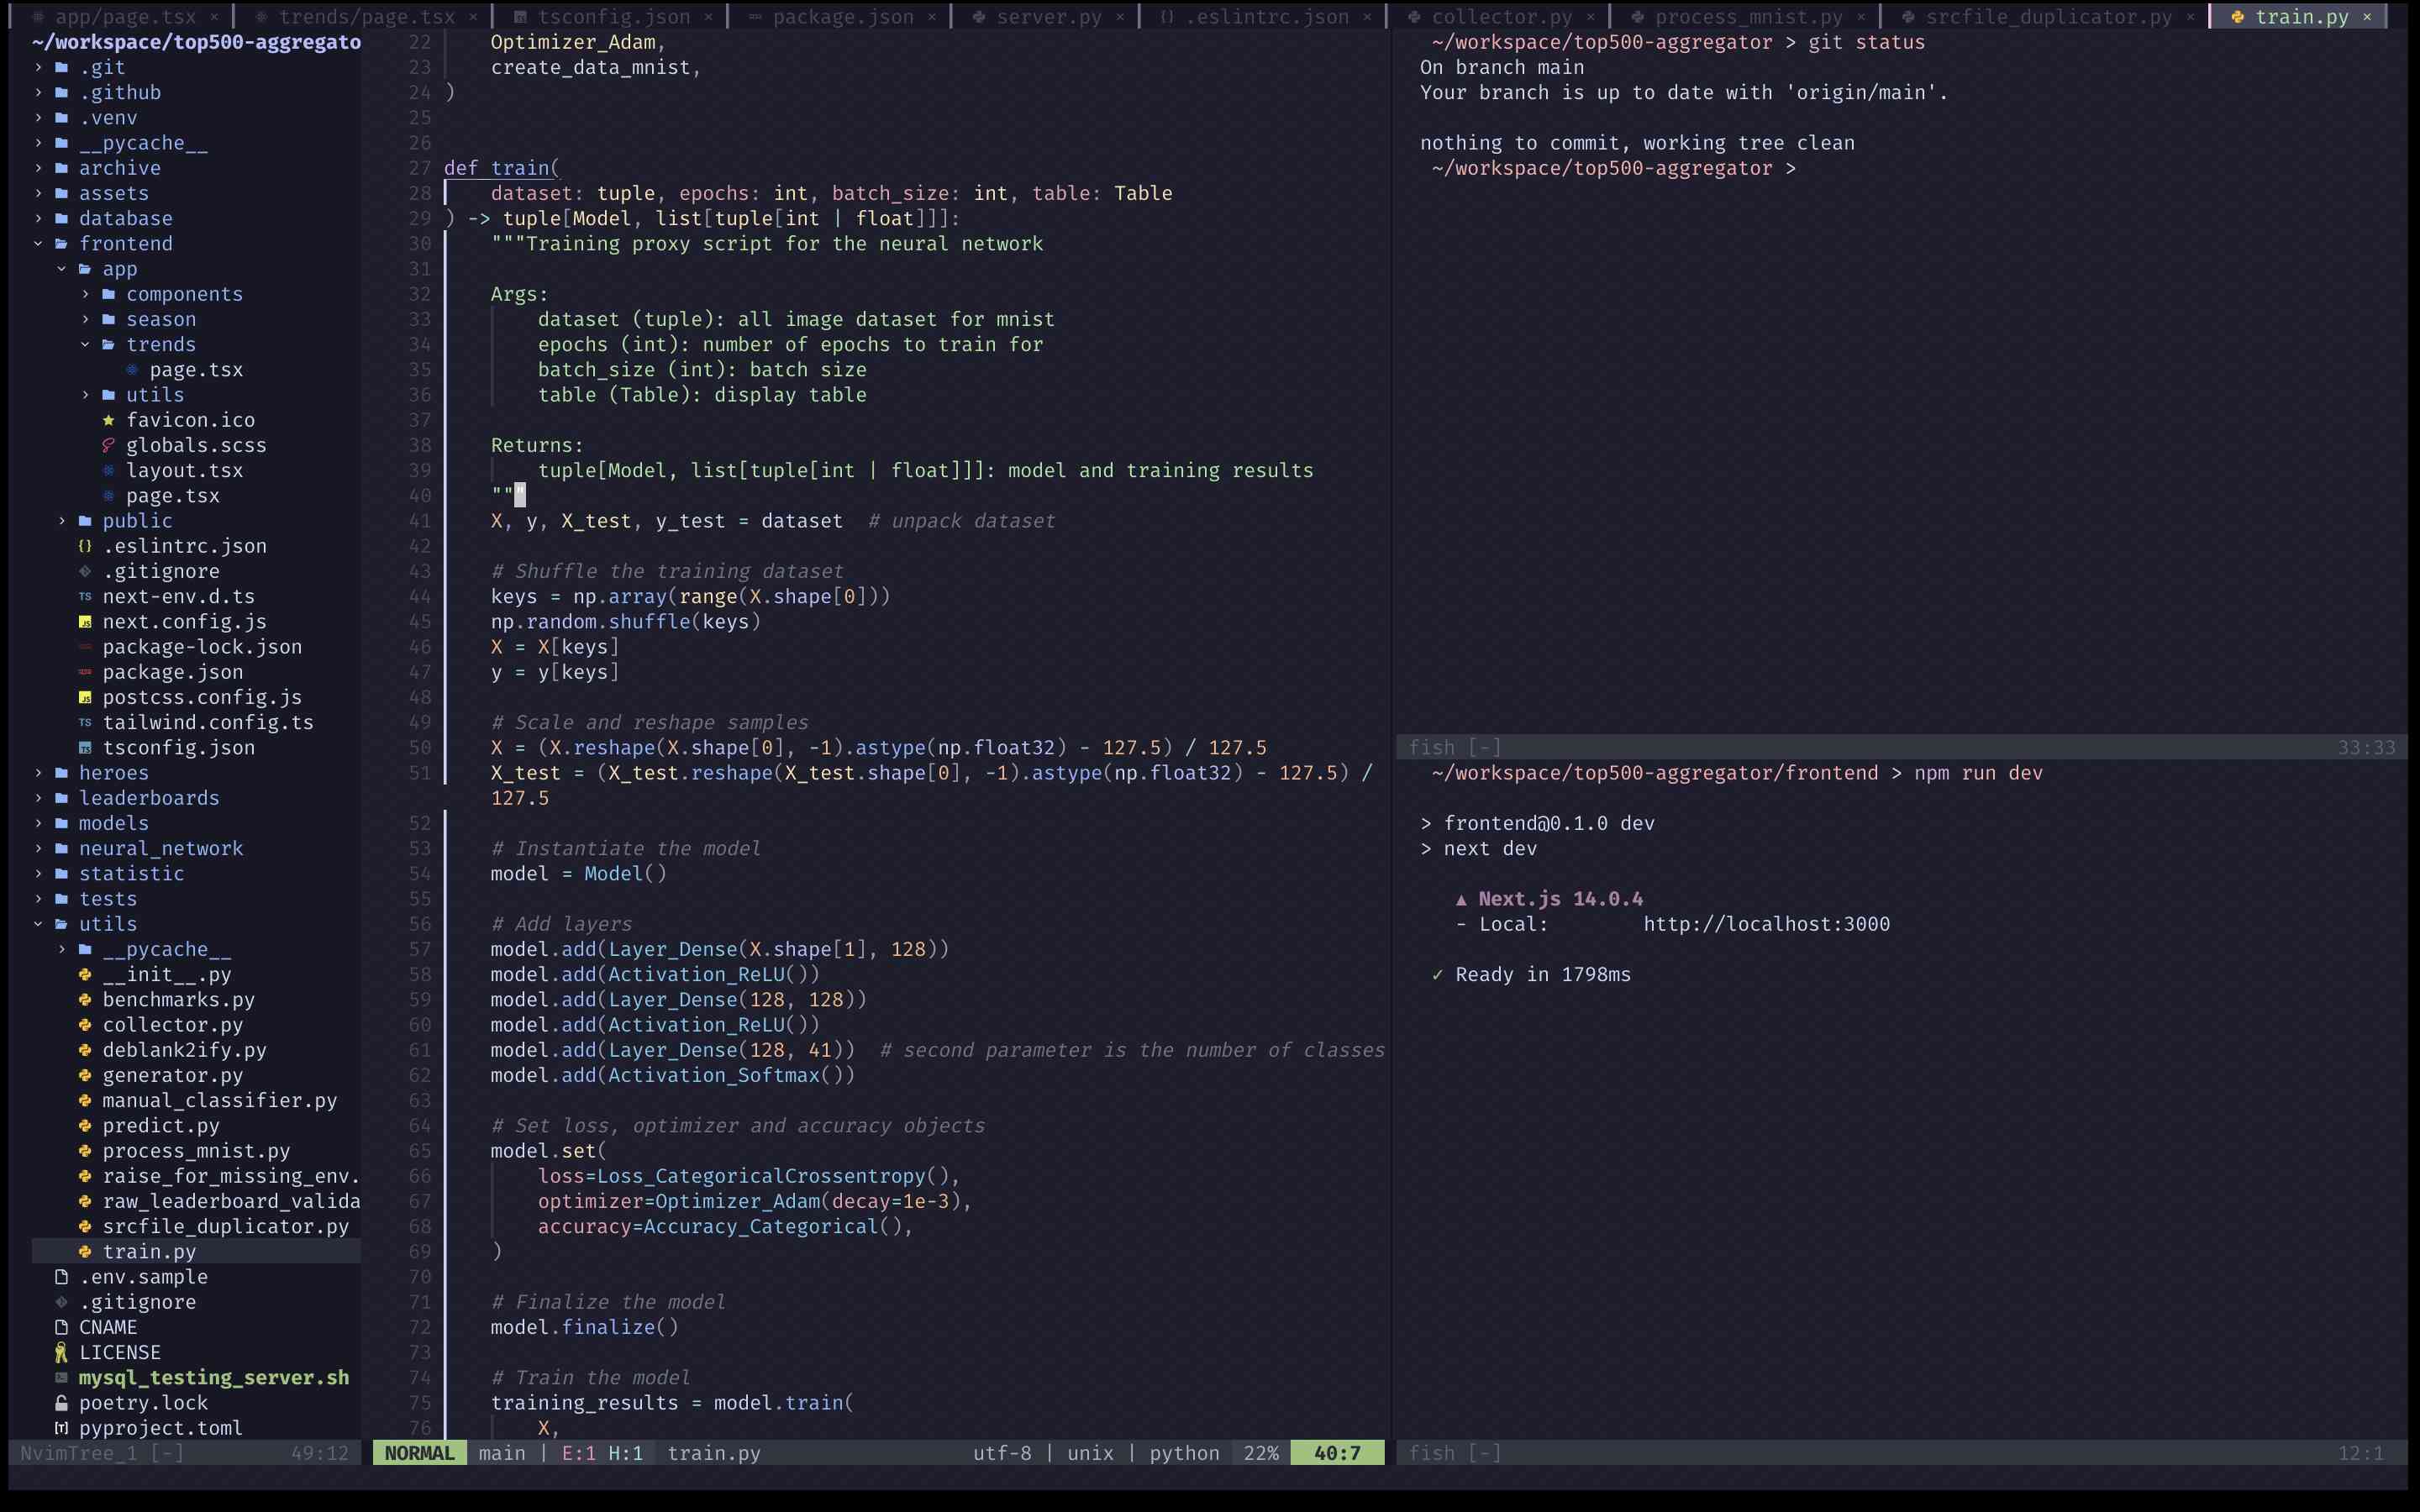 app/page.tsx × trends/page.tsx × tsconfig.json × package.json × server.py × .eslintrc.json × collector.py × process_mnist.py × srcfile_duplicator.py × train.py ×
~/workspace/top500-aggregato
.git
.github
.venv
__pycache__
archive
assets
database
frontend
app
components
season
trends
page.tsx
utils
favicon.ico
globals.scss
layout.tsx
page.tsx
public
.eslintrc.json
.gitignore
next-env.d.ts
next.config.js
package-lock.json
package.json
postcss.config.js
tailwind.config.ts
tsconfig.json
heroes
leaderboards
models
neural_network
statistic
tests
utils
__pycache__
__init__.py
benchmarks.py
collector.py
deblank2ify.py
generator.py
manual_classifier.py
predict.py
process_mnist.py
raise_for_missing_env.
raw_leaderboard_valida
srcfile_duplicator.py
train.py
.env.sample
.gitignore
CNAME
LICENSE
mysql_testing_server.sh
poetry.lock
pyproject.toml
NvimTree_1 [-] 49:12
22     Optimizer_Adam,
23     create_data_mnist,
24 )
25
26
27 def train(
28     dataset: tuple, epochs: int, batch_size: int, table: Table
29 ) -> tuple[Model, list[tuple[int | float]]]:
30     """Training proxy script for the neural network
31
32     Args:
33         dataset (tuple): all image dataset for mnist
34         epochs (int): number of epochs to train for
35         batch_size (int): batch size
36         table (Table): display table
37
38     Returns:
39         tuple[Model, list[tuple[int | float]]]: model and training results
40     """
41     X, y, X_test, y_test = dataset  # unpack dataset
42
43     # Shuffle the training dataset
44     keys = np.array(range(X.shape[0]))
45     np.random.shuffle(keys)
46     X = X[keys]
47     y = y[keys]
48
49     # Scale and reshape samples
50     X = (X.reshape(X.shape[0], -1).astype(np.float32) - 127.5) / 127.5
51     X_test = (X_test.reshape(X_test.shape[0], -1).astype(np.float32) - 127.5) /
127.5
52
53     # Instantiate the model
54     model = Model()
55
56     # Add layers
57     model.add(Layer_Dense(X.shape[1], 128))
58     model.add(Activation_ReLU())
59     model.add(Layer_Dense(128, 128))
60     model.add(Activation_ReLU())
61     model.add(Layer_Dense(128, 41))  # second parameter is the number of classes
62     model.add(Activation_Softmax())
63
64     # Set loss, optimizer and accuracy objects
65     model.set(
66         loss=Loss_CategoricalCrossentropy(),
67         optimizer=Optimizer_Adam(decay=1e-3),
68         accuracy=Accuracy_Categorical(),
69     )
70
71     # Finalize the model
72     model.finalize()
73
74     # Train the model
75     training_results = model.train(
76         X,
NORMAL main | E:1 H:1 train.py utf-8 | unix | python 22% 40:7
~/workspace/top500-aggregator > git status
On branch main
Your branch is up to date with 'origin/main'.
nothing to commit, working tree clean
~/workspace/top500-aggregator >
fish [-] 33:33
~/workspace/top500-aggregator/frontend > npm run dev
> frontend@0.1.0 dev
> next dev
▲ Next.js 14.0.4
- Local: http://localhost:3000
✓ Ready in 1798ms
fish [-] 12:1